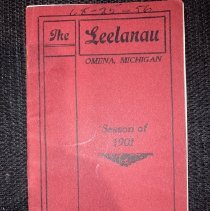 The Leelanau
OMENA, MICHIGAN
Season of
1901